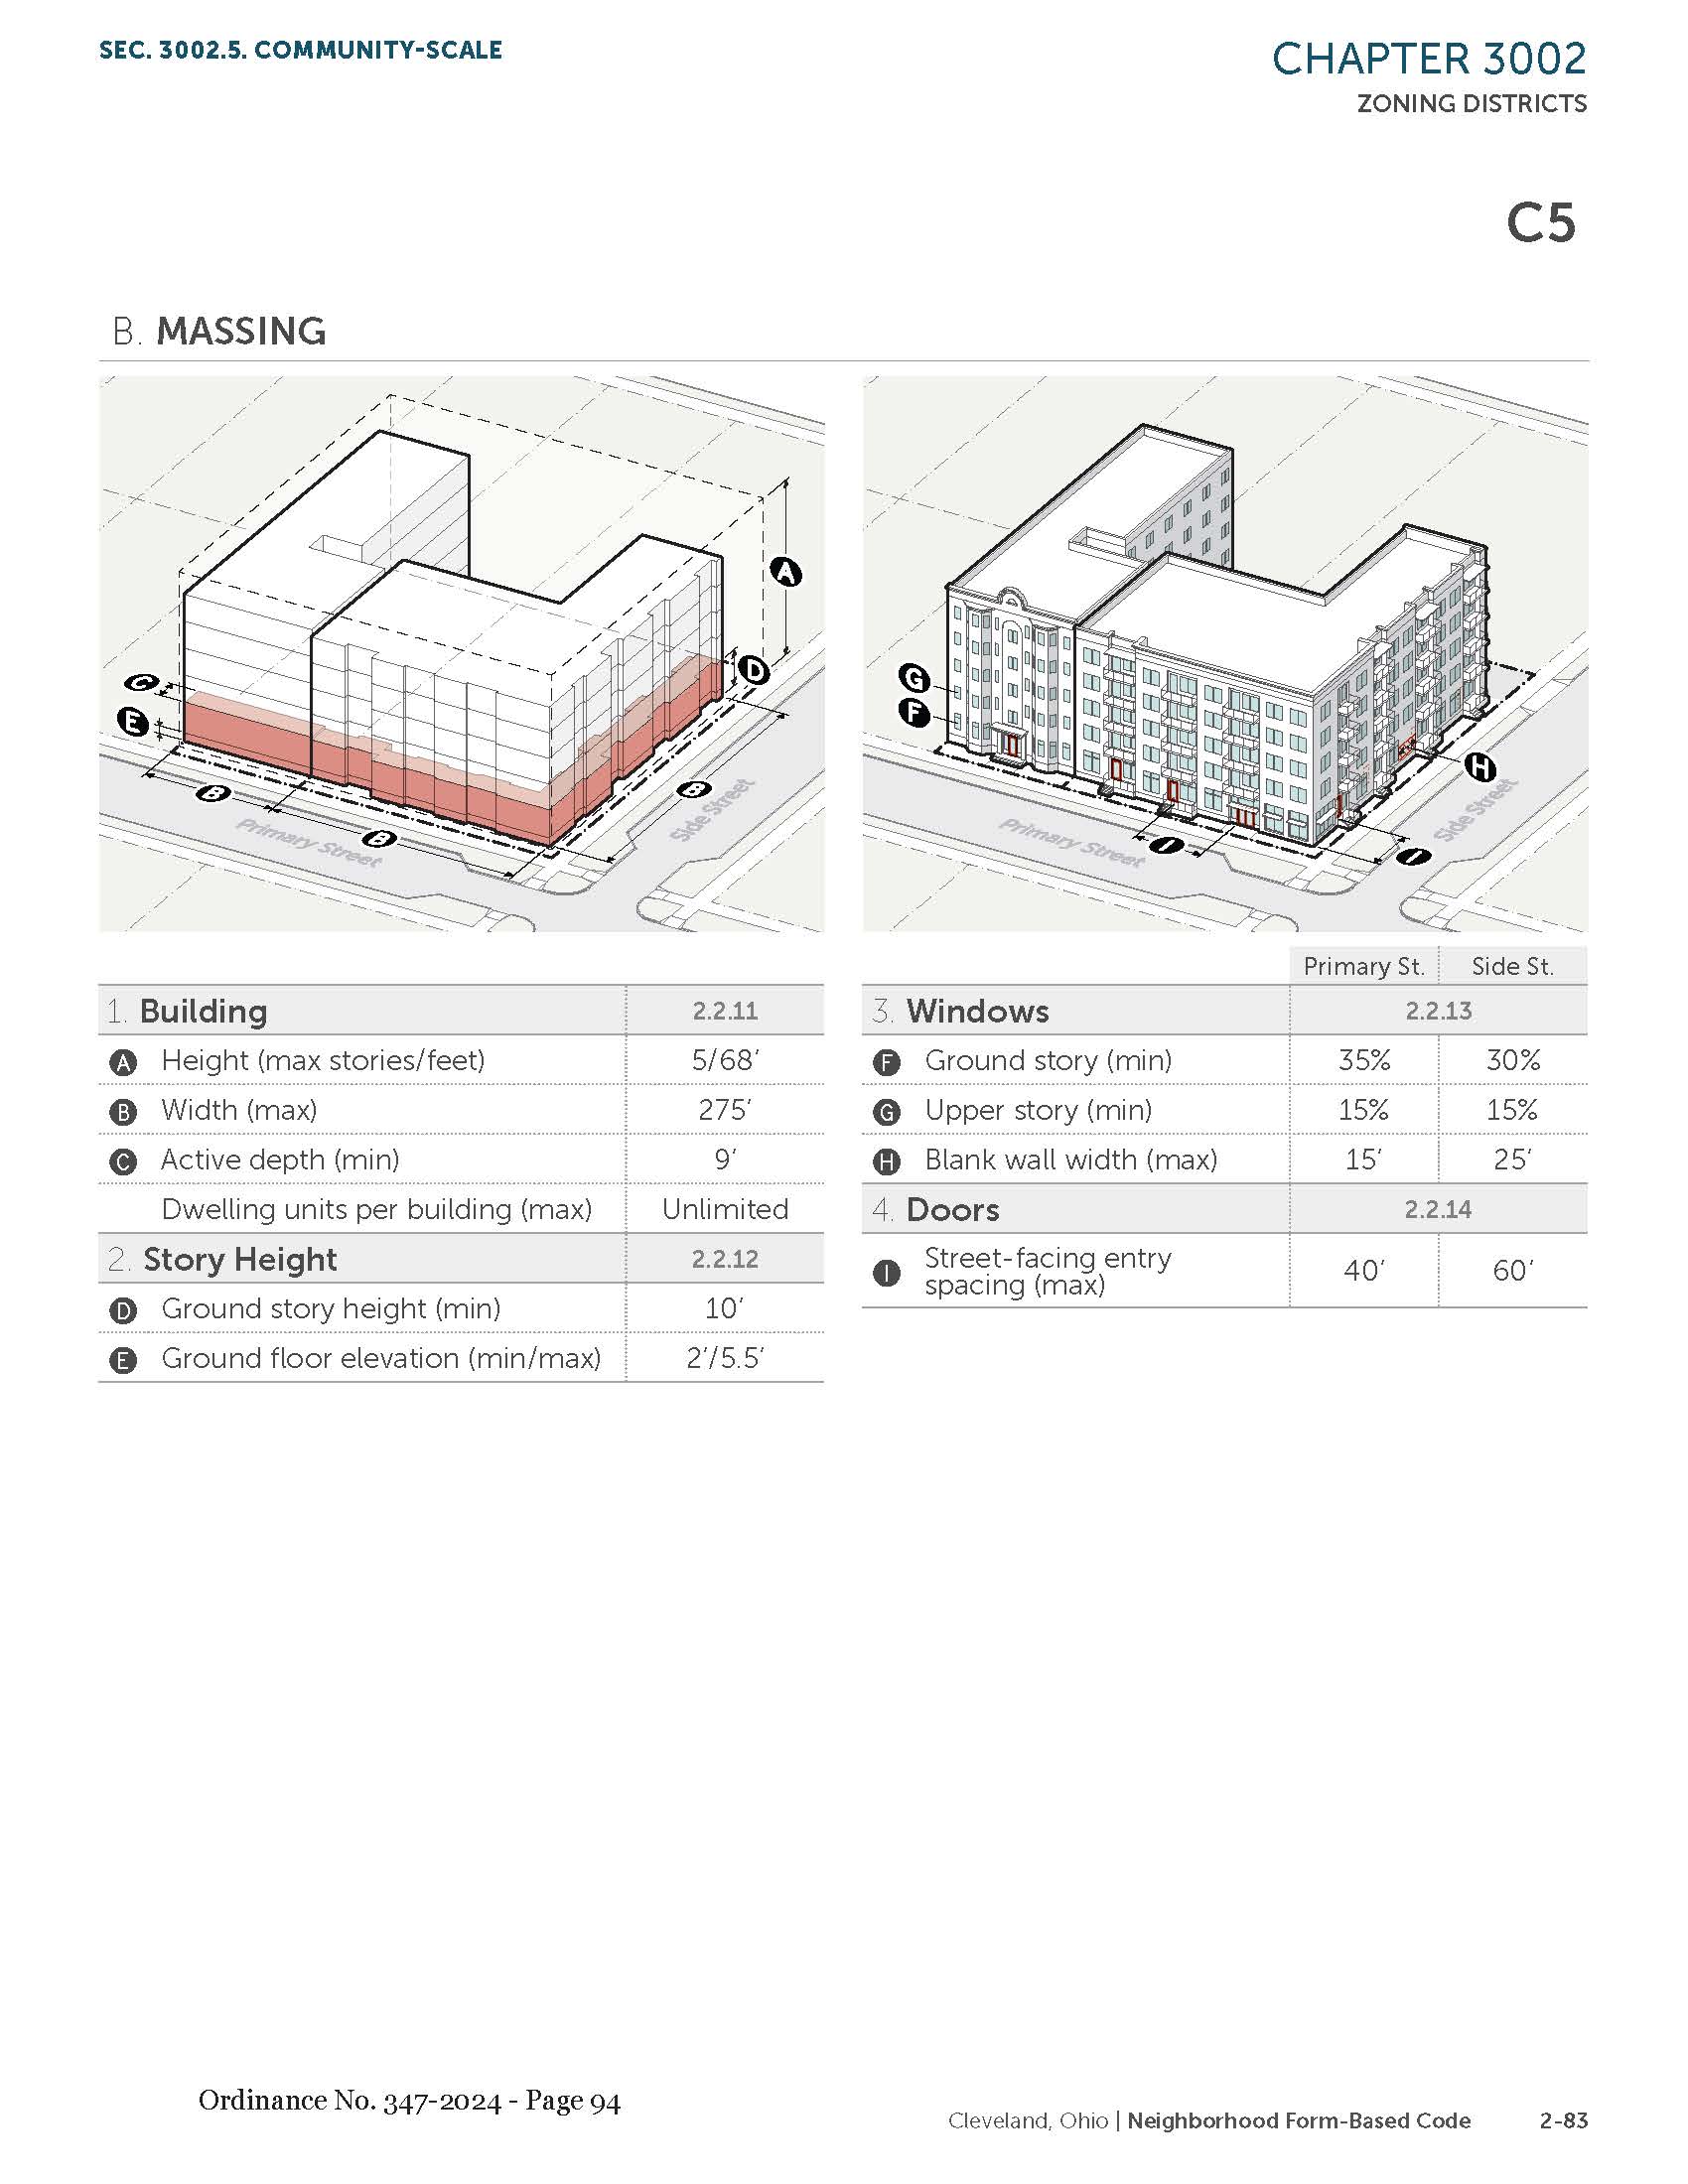 SEC. 3002.5. COMMUNITY-SCALE
CHAPTER 3002
ZONING DISTRICTS
C5
B. MASSING
A
D
C
E
B
B
B
Primary Street
Side Street
G
F
H
I
I
Primary Street
Side Street
1. Building 2.2.11
A Height (max stories/feet) 5/68′
B Width (max) 275′
C Active depth (min) 9′
Dwelling units per building (max) Unlimited
2. Story Height 2.2.12
D Ground story height (min) 10′
E Ground floor elevation (min/max) 2′/5.5′
Primary St. Side St.
3. Windows 2.2.13
F Ground story (min) 35% 30%
G Upper story (min) 15% 15%
H Blank wall width (max) 15′ 25′
4. Doors 2.2.14
I Street-facing entry
spacing (max) 40′ 60′
Ordinance No. 347-2024 - Page 94
Cleveland, Ohio | Neighborhood Form-Based Code 2-83